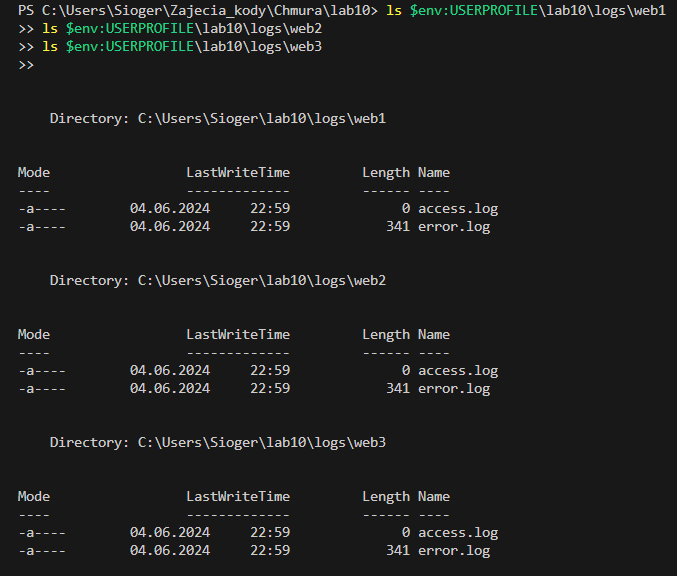 PS C:\Users\Sioger\Zajecia_kody\Chmura\lab10> ls $env:USERPROFILE\lab10\logs\web1
>> ls $env:USERPROFILE\lab10\logs\web2
>> ls $env:USERPROFILE\lab10\logs\web3
>>
Directory: C:\Users\Sioger\lab10\logs\web1
Mode LastWriteTime Length Name
---- ------------- ------ ----
-a---- 04.06.2024 22:59 0 access.log
-a---- 04.06.2024 22:59 341 error.log
Directory: C:\Users\Sioger\lab10\logs\web2
Mode LastWriteTime Length Name
---- ------------- ------ ----
-a---- 04.06.2024 22:59 0 access.log
-a---- 04.06.2024 22:59 341 error.log
Directory: C:\Users\Sioger\lab10\logs\web3
Mode LastWriteTime Length Name
---- ------------- ------ ----
-a---- 04.06.2024 22:59 0 access.log
-a---- 04.06.2024 22:59 341 error.log